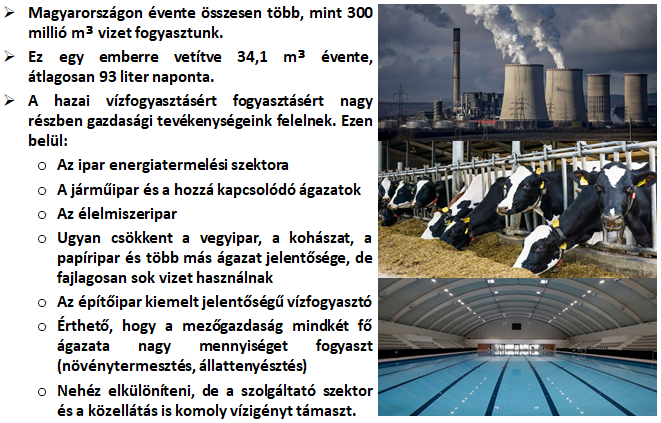 ➢ Magyarországon évente összesen több, mint 300
millió m³ vizet fogyasztunk.
➢ Ez egy emberre vetítve 34,1 m³ évente,
átlagosan 93 liter naponta.
➢ A hazai vízfogyasztásért fogyasztásért nagy
részben gazdasági tevékenységeink felelnek. Ezen
belül:
o Az ipar energiatermelési szektora
o A járműipar és a hozzá kapcsolódó ágazatok
o Az élelmiszeripar
o Ugyan csökkent a vegyipar, a kohászat, a
papíripar és több más ágazat jelentősége, de
fajlagosan sok vizet használnak
o Az építőipar kiemelt jelentőségű vízfogyasztó
o Érthető, hogy a mezőgazdaság mindkét fő
ágazata nagy mennyiséget fogyaszt
(növénytermesztés, állattenyésztés)
o Nehéz elkülöníteni, de a szolgáltató szektor
és a közellátás is komoly vízigényt támaszt.